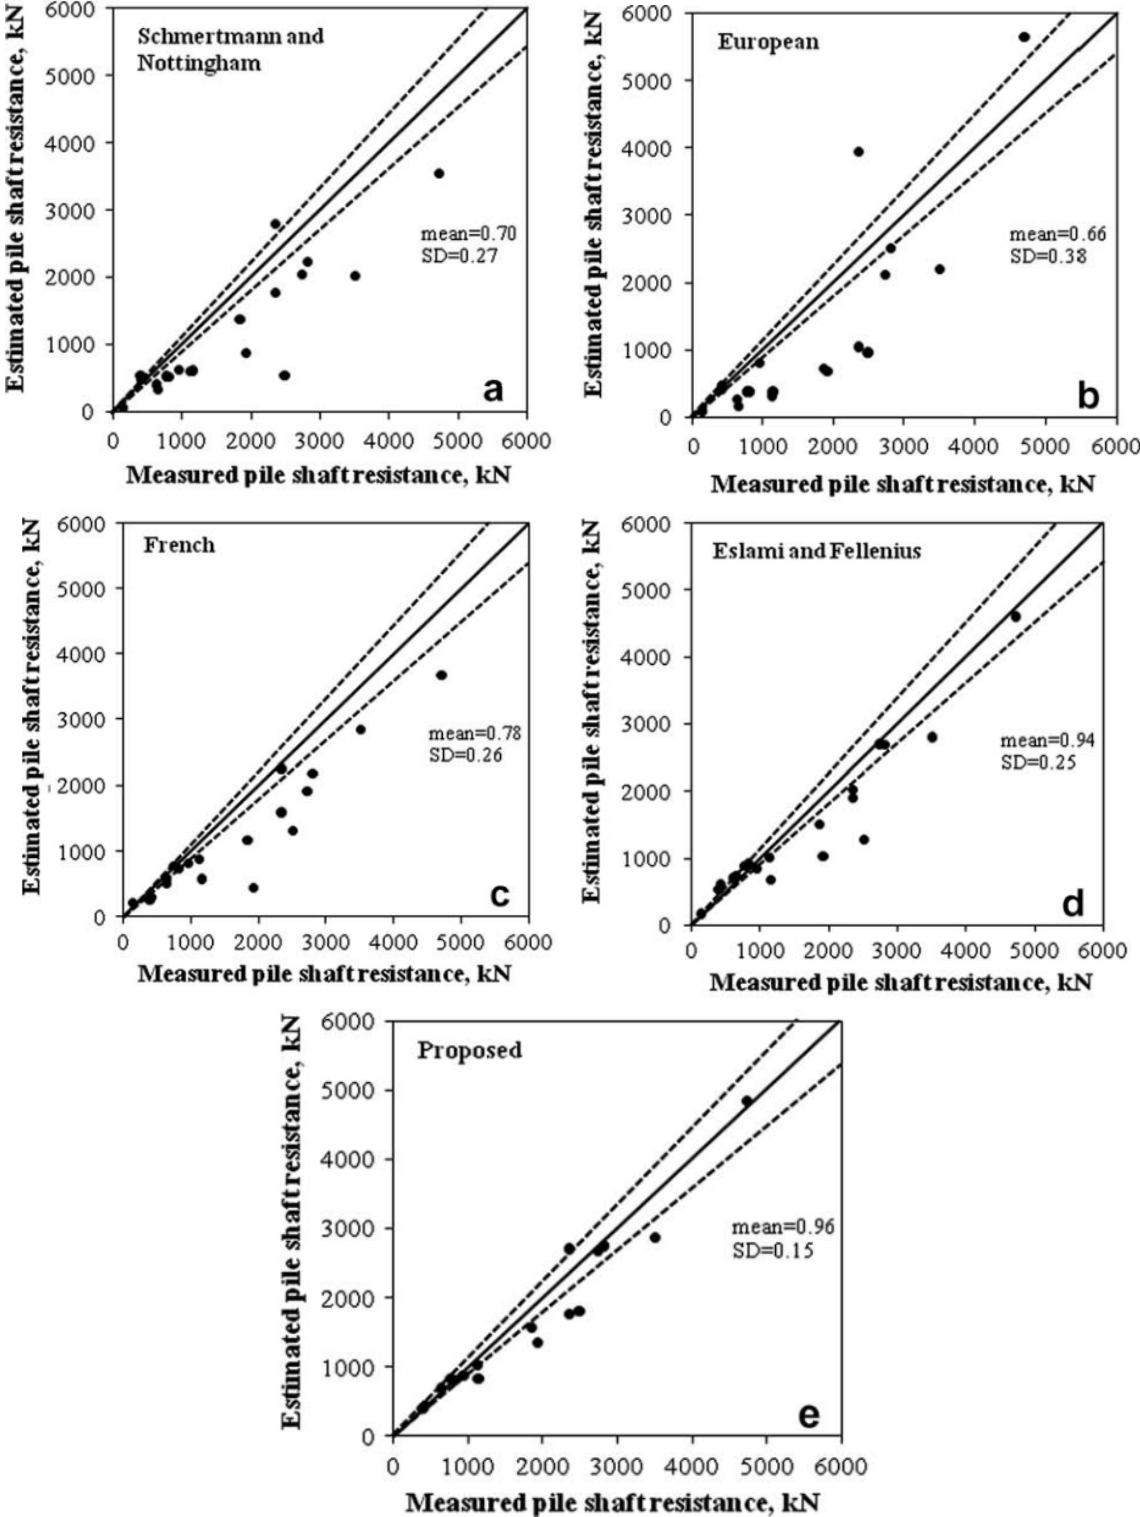 Estimated pile shaft resistance, kN
6000
5000
4000
3000
2000
1000
0
Schmertmann and
Nottingham
mean=0.70
SD=0.27
a
0 1000 2000 3000 4000 5000 6000
Measured pile shaft resistance, kN
Estimated pile shaft resistance, kN
6000
5000
4000
3000
2000
1000
0
European
mean=0.66
SD=0.38
b
0 1000 2000 3000 4000 5000 6000
Measured pile shaft resistance, kN
Estimated pile shaft resistance, kN
6000
5000
4000
3000
2000
1000
0
French
mean=0.78
SD=0.26
c
0 1000 2000 3000 4000 5000 6000
Measured pile shaft resistance, kN
Estimated pile shaft resistance, kN
6000
5000
4000
3000
2000
1000
0
Eslami and Fellenius
mean=0.94
SD=0.25
d
0 1000 2000 3000 4000 5000 6000
Measured pile shaft resistance, kN
Estimated pile shaft resistance, kN
6000
5000
4000
3000
2000
1000
0
Proposed
mean=0.96
SD=0.15
e
0 1000 2000 3000 4000 5000 6000
Measured pile shaft resistance, kN